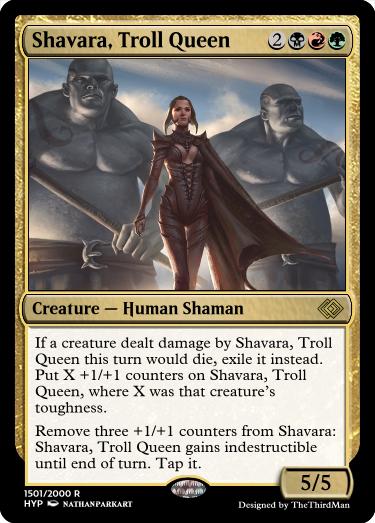 Shavara, Troll Queen 2
Creature — Human Shaman
If a creature dealt damage by Shavara, Troll
Queen this turn would die, exile it instead.
Put X +1/+1 counters on Shavara, Troll
Queen, where X was that creature's
toughness.
Remove three +1/+1 counters from Shavara:
Shavara, Troll Queen gains indestructible
until end of turn. Tap it.
5/5
1501/2000 R
HYP NATHANPARKART Designed by TheThirdMan